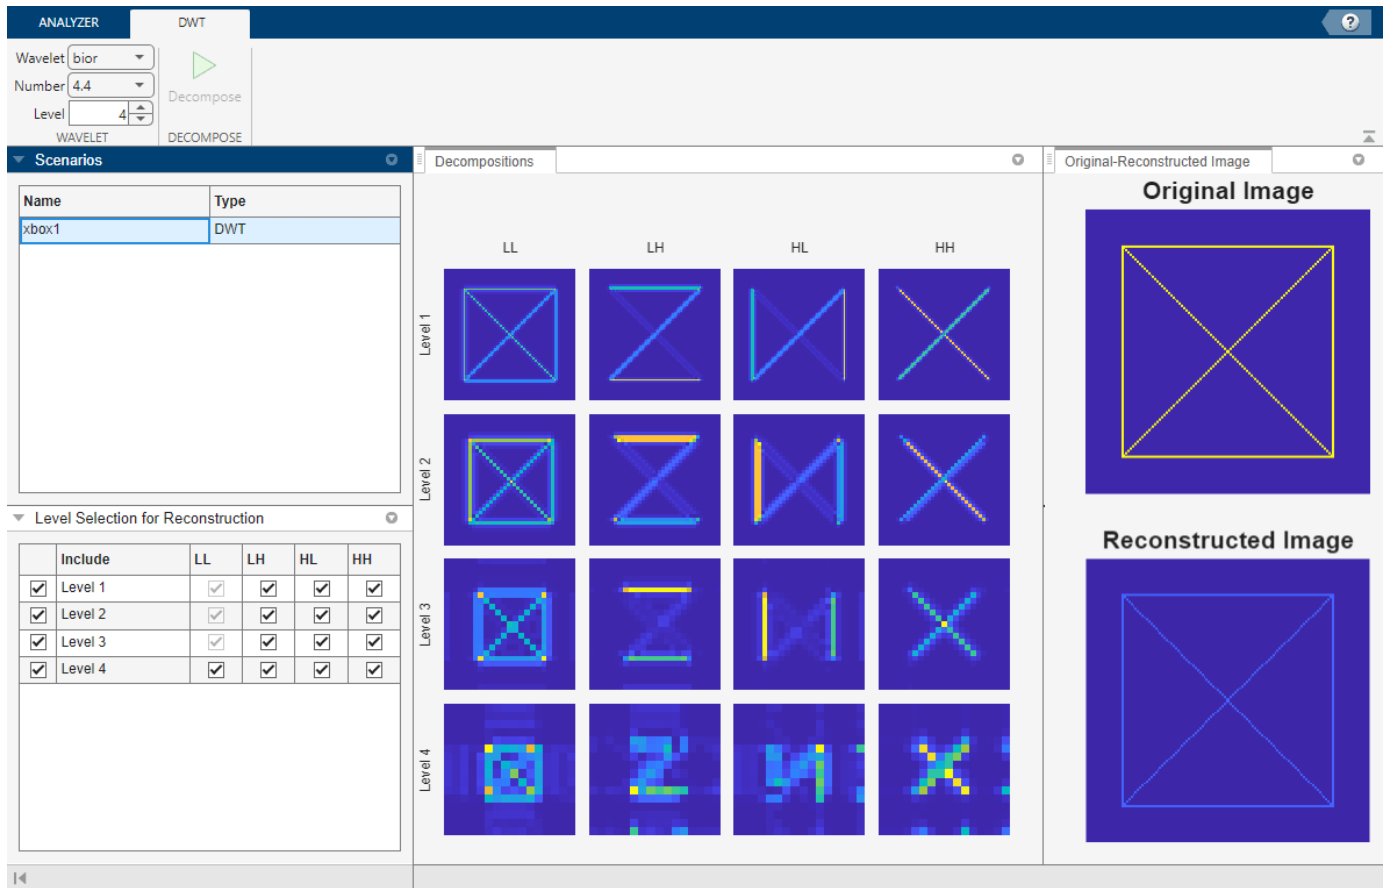 ANALYZER DWT ?
Wavelet bior
Number 4.4
Decompose
Level 4
WAVELET DECOMPOSE
Scenarios
Name Type
xbox1 DWT
Level Selection for Reconstruction
Include LL LH HL HH
Level 1
Level 2
Level 3
Level 4
Decompositions
LL LH HL HH
Level 1
Level 2
Level 3
Level 4
Original-Reconstructed Image
Original Image
Reconstructed Image